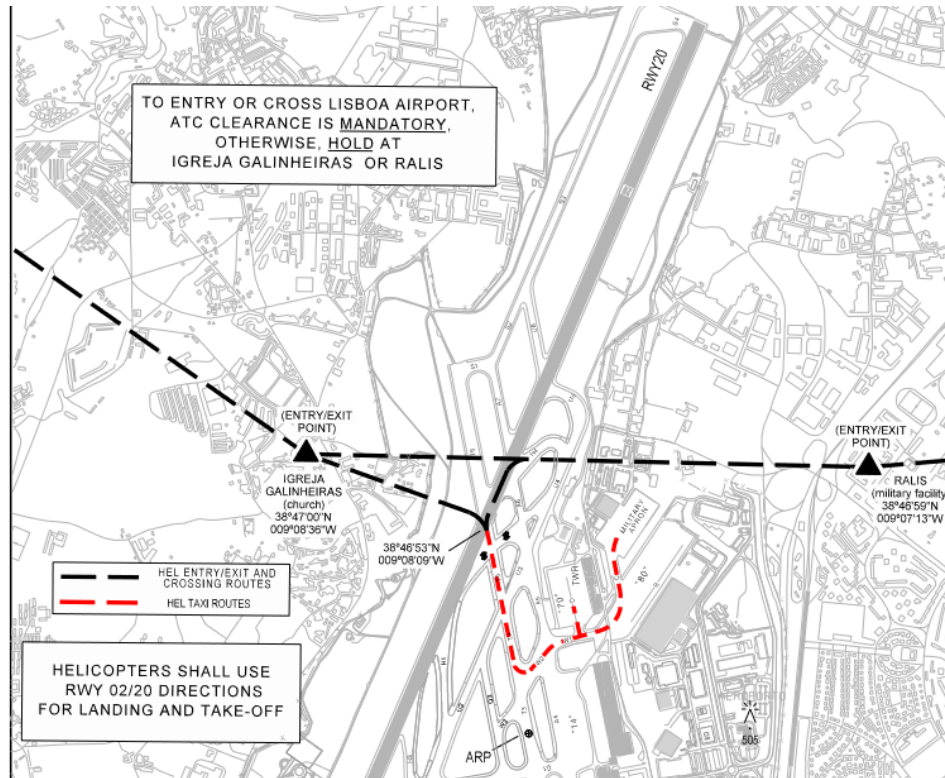 TO ENTRY OR CROSS LISBOA AIRPORT,
ATC CLEARANCE IS MANDATORY,
OTHERWISE, HOLD AT
IGREJA GALINHEIRAS OR RALIS
RWY20
(ENTRY/EXIT
POINT)
IGREJA
GALINHEIRAS
(church)
38°47'00"N
009°08'36"W
(ENTRY/EXIT
POINT)
RALIS
(military facility)
38°46'59"N
009°07'13"W
38°46'53"N
009°08'09"W
MILITARY
APRON
TWR
"70"
"80"
"14"
HEL ENTRY/EXIT AND
CROSSING ROUTES
HEL TAXI ROUTES
HELICOPTERS SHALL USE
RWY 02/20 DIRECTIONS
FOR LANDING AND TAKE-OFF
ARP
505